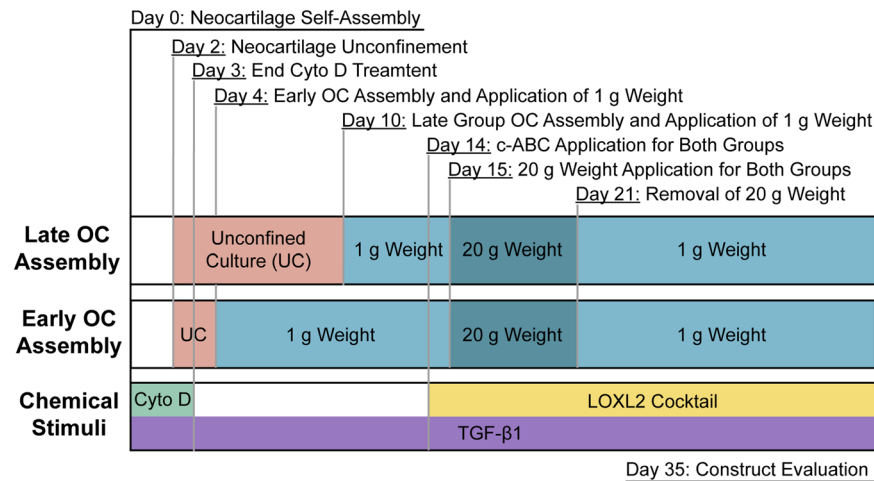 Day 0: Neocartilage Self-Assembly
Day 2: Neocartilage Unconfinement
Day 3: End Cyto D Treamtent
Day 4: Early OC Assembly and Application of 1 g Weight
Day 10: Late Group OC Assembly and Application of 1 g Weight
Day 14: c-ABC Application for Both Groups
Day 15: 20 g Weight Application for Both Groups
Day 21: Removal of 20 g Weight
Late OC
Assembly
Unconfined
Culture (UC)
1 g Weight
20 g Weight
1 g Weight
Early OC
Assembly
UC
1 g Weight
20 g Weight
1 g Weight
Chemical
Stimuli
Cyto D
LOXL2 Cocktail
TGF-β1
Day 35: Construct Evaluation